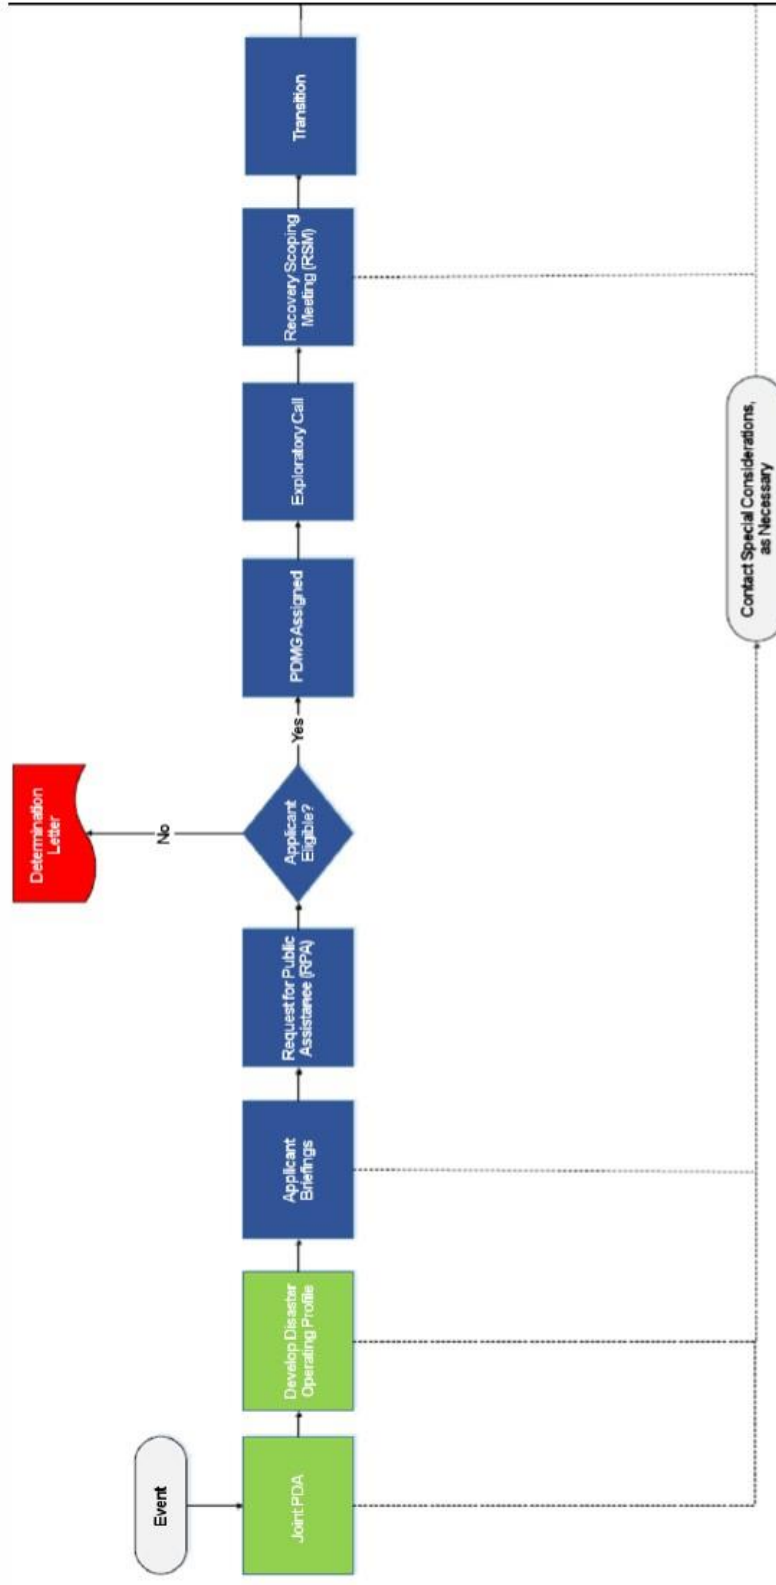 Event
Joint PDA
Develop Disaster
Operating Profile
Applicant
Briefings
Request for Public
Assistance (RPA)
Applicant
Eligible?
No
Determination
Letter
Yes
PDMG Assigned
Exploratory Call
Recovery Scoping
Meeting (RSM)
Transition
Contact Special Considerations,
as Necessary